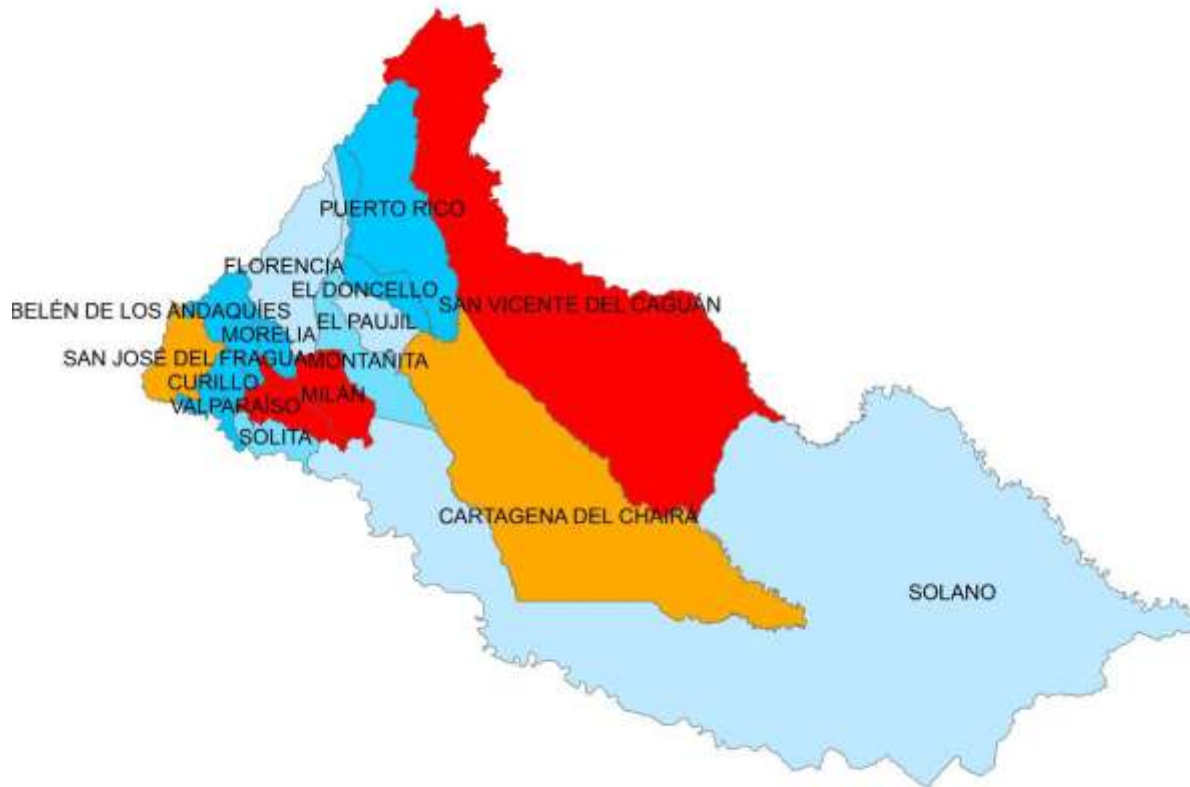 PUERTO RICO
FLORENCIA
EL DONCELLO
SAN VICENTE DEL CAGUÁN
BELÉN DE LOS ANDAQUÍES
EL PAUJIL
MORELIA
SAN JOSÉ DEL FRAGUA
MONTAÑITA
CURILLO
MILÁN
VALPARAÍSO
SOLITA
CARTAGENA DEL CHAIRÁ
SOLANO